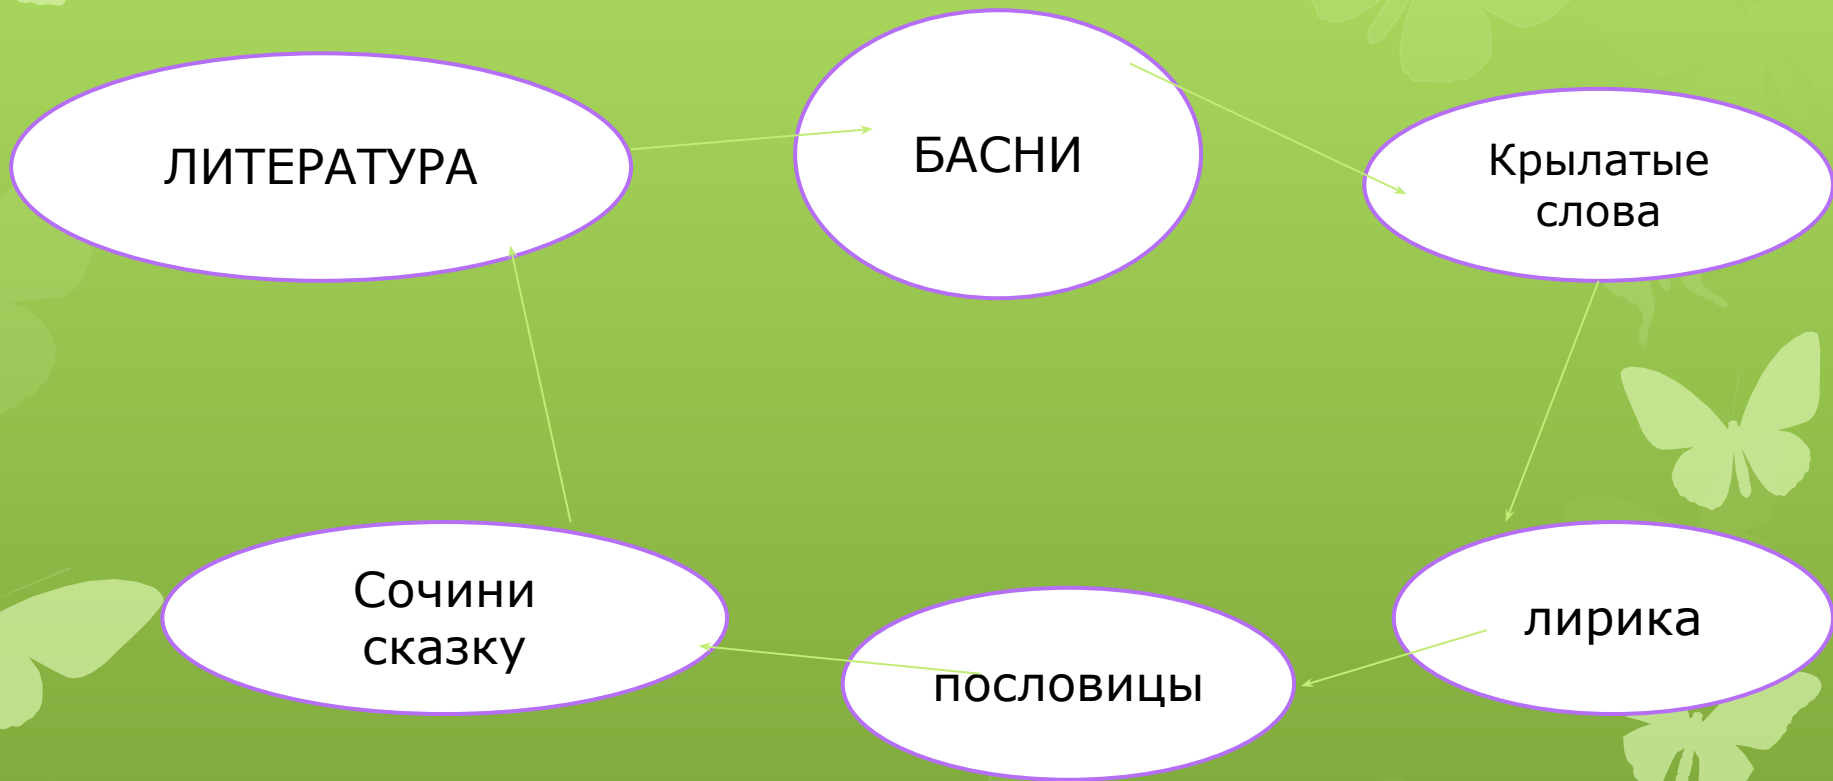 ЛИТЕРАТУРА
БАСНИ
Крылатые
слова
лирика
пословицы
Сочини
сказку